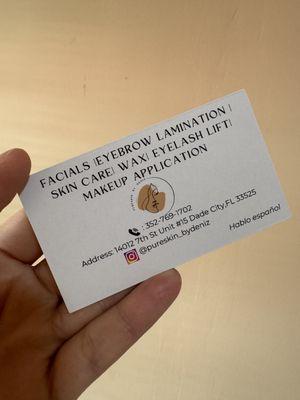 FACIALS |EYEBROW LAMINATION |
SKIN CARE| WAX| EYELASH LIFT|
MAKEUP APPLICATION
: 352-769-1702
Address: 14012 7th St Unit #15 Dade City,FL 33525
@pureskin_bydeniz
Hablo español